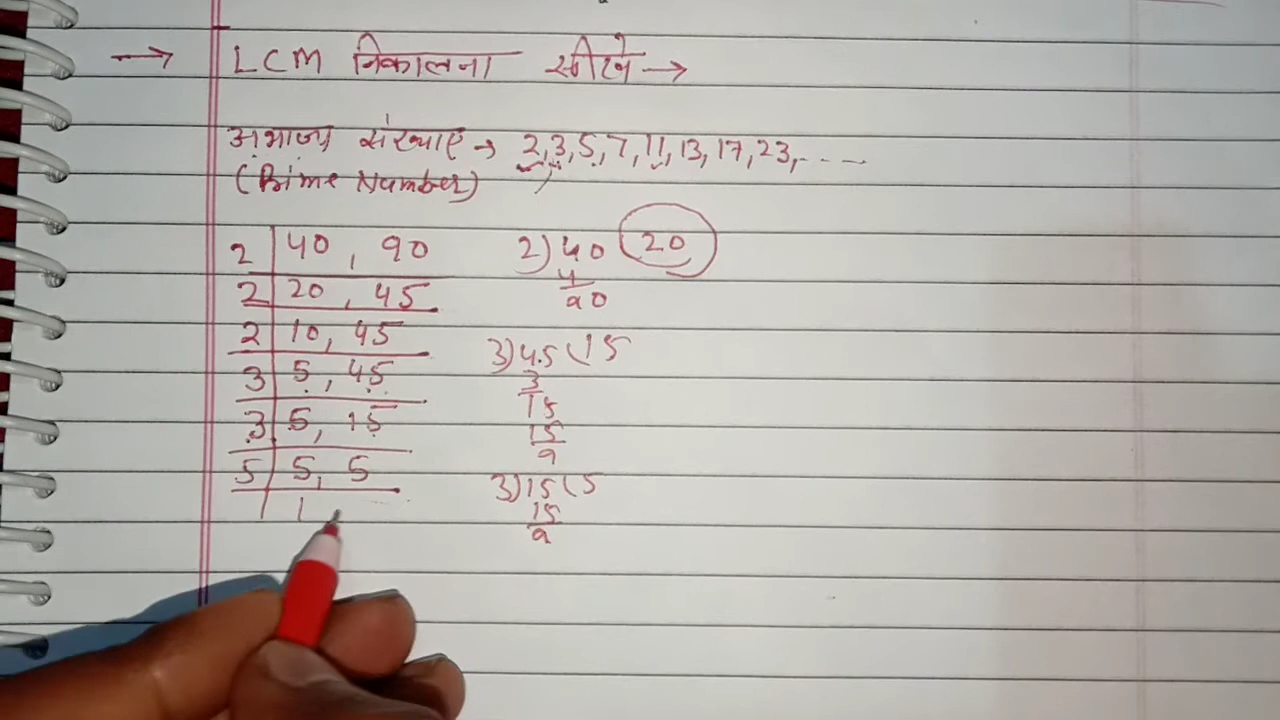 → LCM निकालना सीखे →
अभाज्य संख्याए → 2, 3, 5, 7, 11, 13, 17, 23, ....
(Prime Number)
2 | 40 , 90
2 | 20 , 45
2 | 10, 45
3 | 5, 45
3 | 5, 15
5 | 5, 5
| 1
2) 40 20
4
00
3) 45 ( 15
3
15
15
0
3) 15 ( 5
15
0